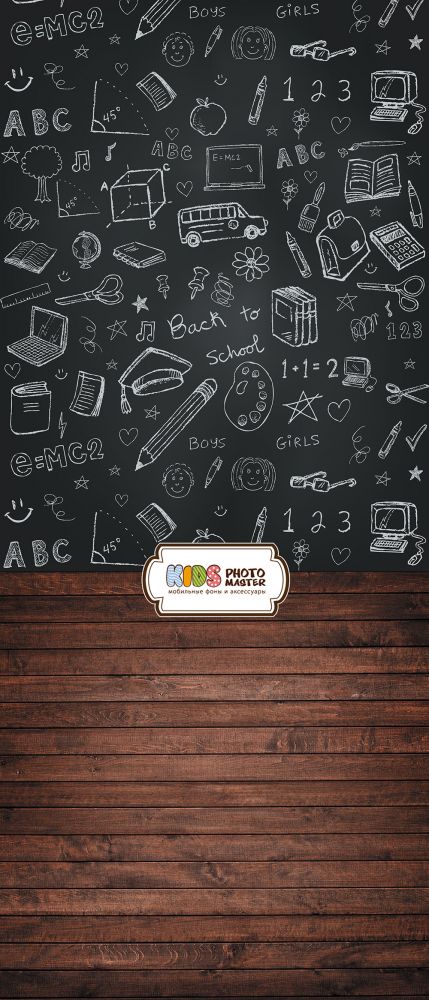 e=MC2
BOYS
GIRLS
ABC
45°
1 2 3
ABC
E=MC2
ABC
A
C
B
B
Back to
School
123
1+1=2
e=MC2
BOYS
GIRLS
ABC
45°
1 2 3
KIDS PHOTO
MASTER
мобильные фоны и аксессуары